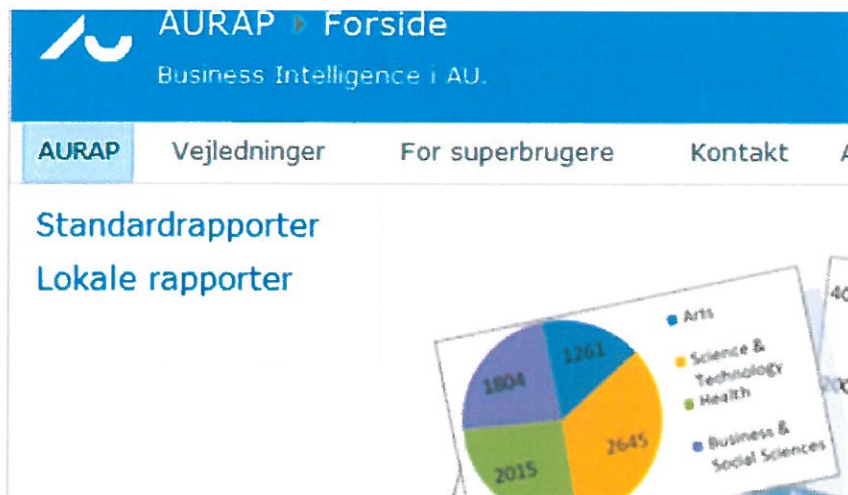 AURAP ▸ Forside
Business Intelligence i AU.
AURAP Vejledninger For superbrugere Kontakt
Standardrapporter
Lokale rapporter
1261
1804
2645
2015
Arts
Science &
Technology
Health
Business &
Social Sciences